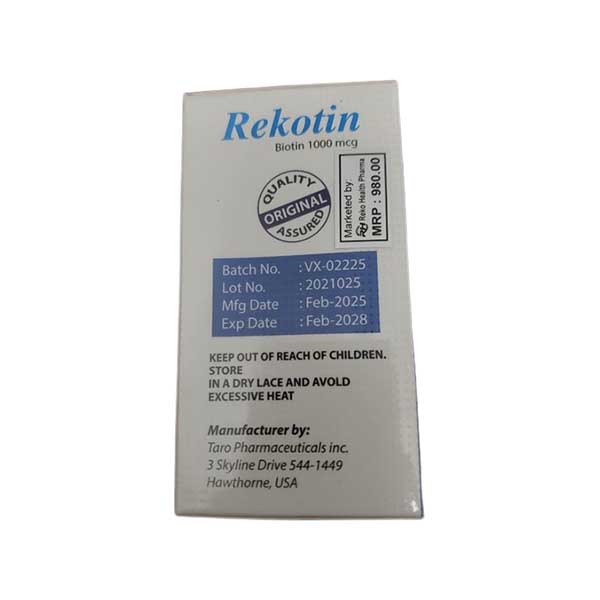 Rekotin
Biotin 1000 mcg
QUALITY
ORIGINAL
ASSURED
Marketed by:
RH Reko Health Pharma
MRP : 980.00
Batch No. : VX-02225
Lot No. : 2021025
Mfg Date : Feb-2025
Exp Date : Feb-2028
KEEP OUT OF REACH OF CHILDREN.
STORE
IN A DRY LACE AND AVOLD
EXCESSIVE HEAT
Manufacturer by:
Taro Pharmaceuticals inc.
3 Skyline Drive 544-1449
Hawthorne, USA